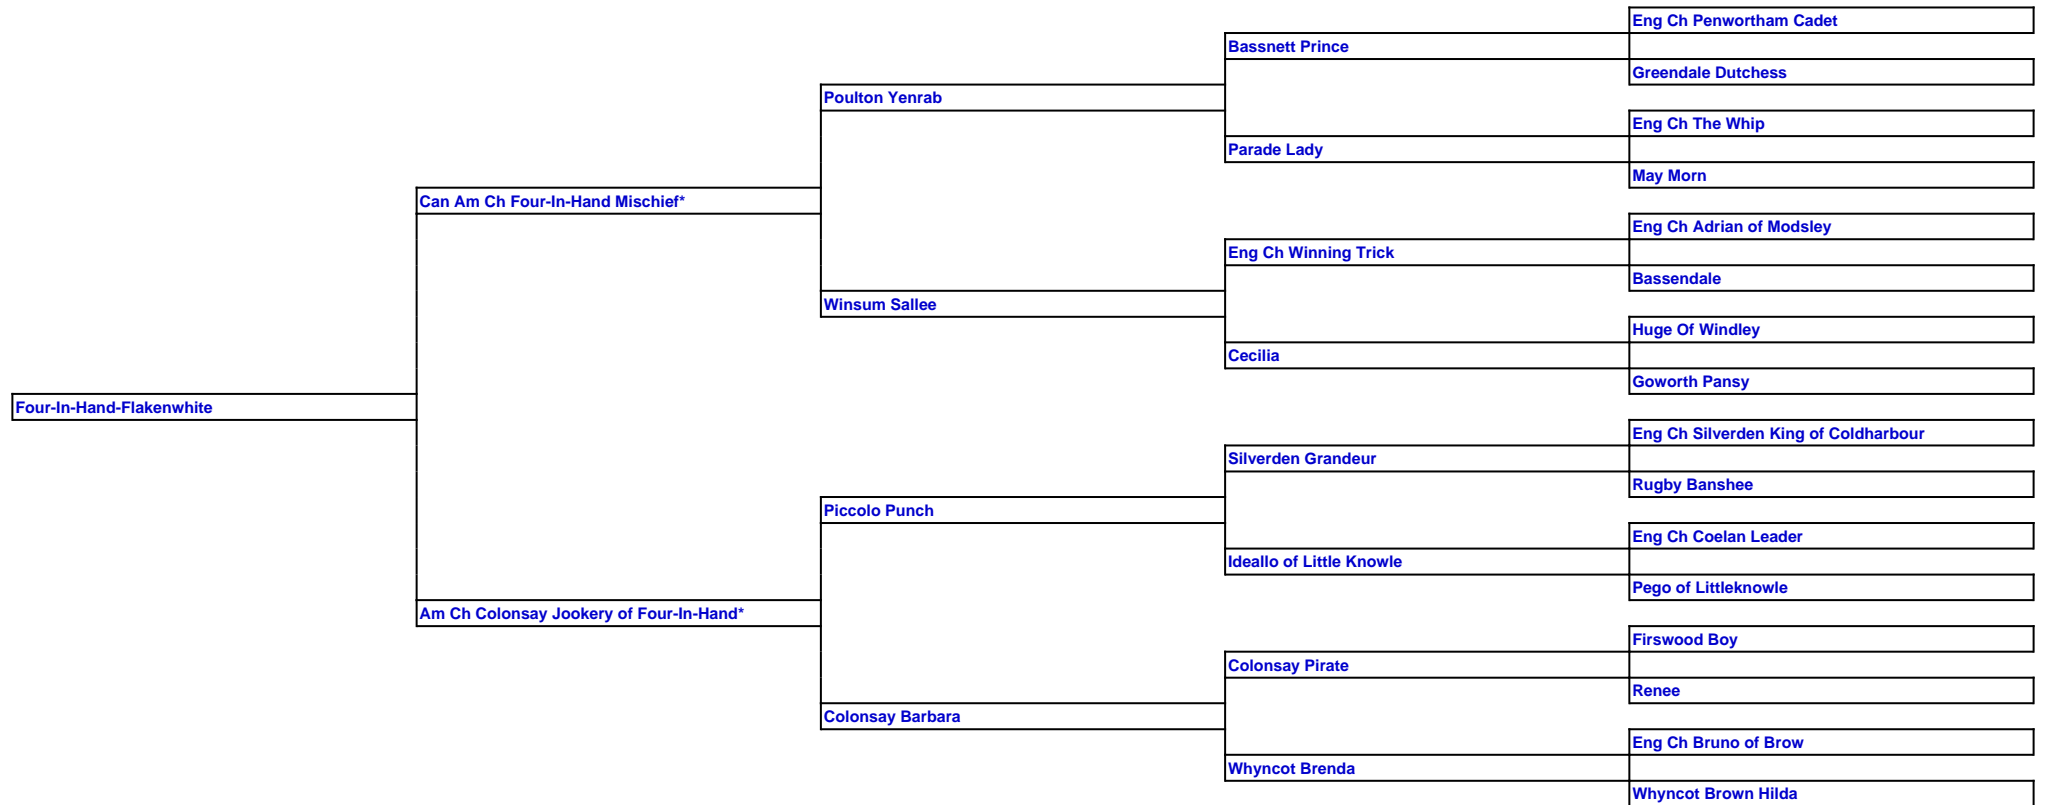 Eng Ch Penwortham Cadet
Bassnett Prince
Greendale Dutchess
Poulton Yenrab
Eng Ch The Whip
Parade Lady
May Morn
Can Am Ch Four-In-Hand Mischief*
Eng Ch Adrian of Modsley
Eng Ch Winning Trick
Bassendale
Winsum Sallee
Huge Of Windley
Cecilia
Goworth Pansy
Four-In-Hand-Flakenwhite
Eng Ch Silverden King of Coldharbour
Silverden Grandeur
Rugby Banshee
Piccolo Punch
Eng Ch Coelan Leader
Ideallo of Little Knowle
Pego of Littleknowle
Am Ch Colonsay Jookery of Four-In-Hand*
Firswood Boy
Colonsay Pirate
Renee
Colonsay Barbara
Eng Ch Bruno of Brow
Whyncot Brenda
Whyncot Brown Hilda